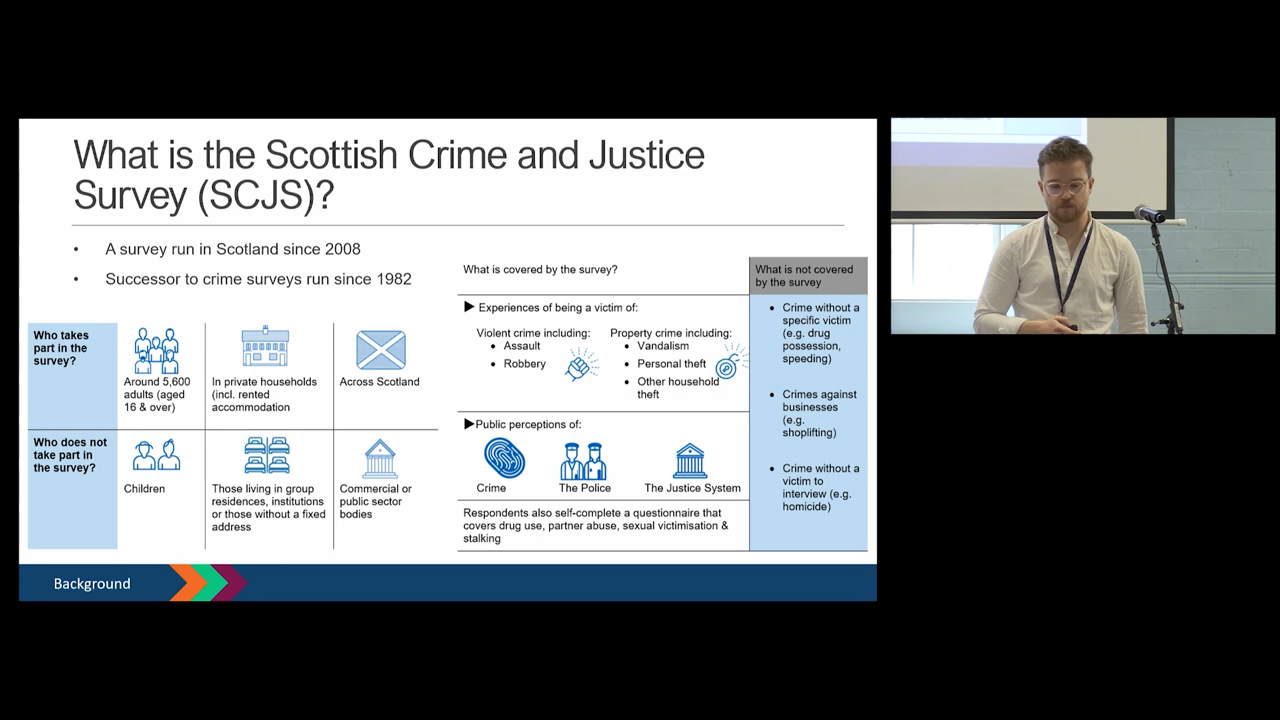 What is the Scottish Crime and Justice
Survey (SCJS)?
• A survey run in Scotland since 2008
• Successor to crime surveys run since 1982
Who takes
part in the
survey?
Around 5,600
adults (aged
16 & over)
In private households
(incl. rented
accommodation
Across Scotland
Who does not
take part in
the survey?
Children
Those living in group
residences, institutions
or those without a fixed
address
Commercial or
public sector
bodies
What is covered by the survey?
▶ Experiences of being a victim of:
Violent crime including:
• Assault
• Robbery
Property crime including:
• Vandalism
• Personal theft
• Other household
theft
▶Public perceptions of:
Crime
The Police
The Justice System
Respondents also self-complete a questionnaire that
covers drug use, partner abuse, sexual victimisation &
stalking
What is not covered
by the survey
• Crime without a
specific victim
(e.g. drug
possession,
speeding)
• Crimes against
businesses
(e.g.
shoplifting)
• Crime without a
victim to
interview (e.g.
homicide)
Background